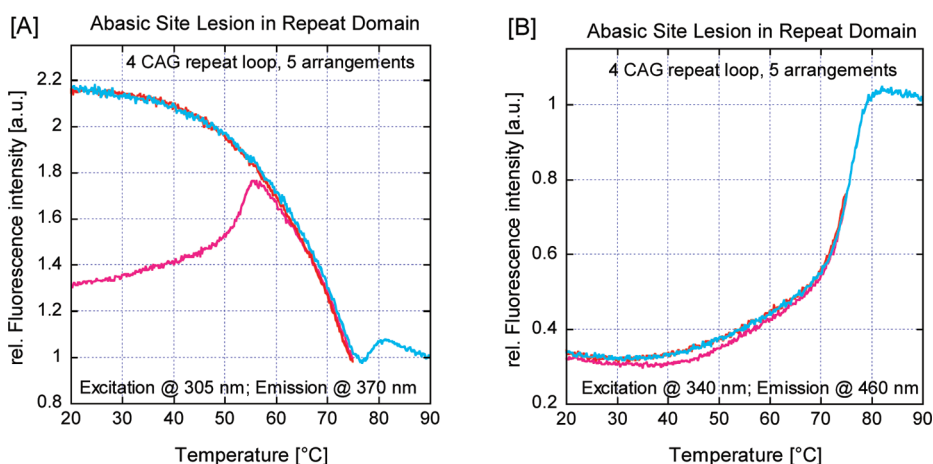 [A]
Abasic Site Lesion in Repeat Domain
4 CAG repeat loop, 5 arrangements
rel. Fluorescence intensity [a.u.]
2.2
2
1.8
1.6
1.4
1.2
1
0.8
Excitation @ 305 nm; Emission @ 370 nm
20 30 40 50 60 70 80 90
Temperature [°C]
[B]
Abasic Site Lesion in Repeat Domain
4 CAG repeat loop, 5 arrangements
rel. Fluorescence intensity [a.u.]
1
0.8
0.6
0.4
0.2
Excitation @ 340 nm; Emission @ 460 nm
20 30 40 50 60 70 80 90
Temperature [°C]